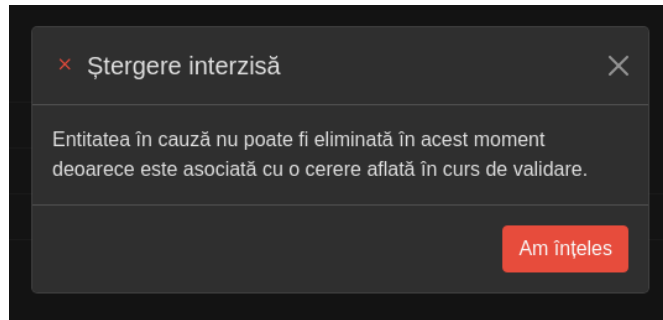 Ștergere interzisă
Entitatea în cauză nu poate fi eliminată în acest moment
deoarece este asociată cu o cerere aflată în curs de validare.
Am înțeles